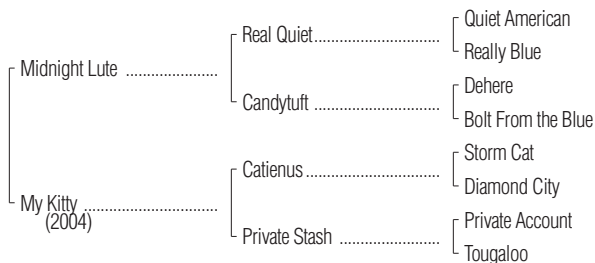 Quiet American
Real Quiet..............................
Really Blue
Midnight Lute ......................
Dehere
Candytuft ..............................
Bolt From the Blue
Storm Cat
Catienus................................
Diamond City
My Kitty ................................
(2004)
Private Account
Private Stash ........................
Tougaloo